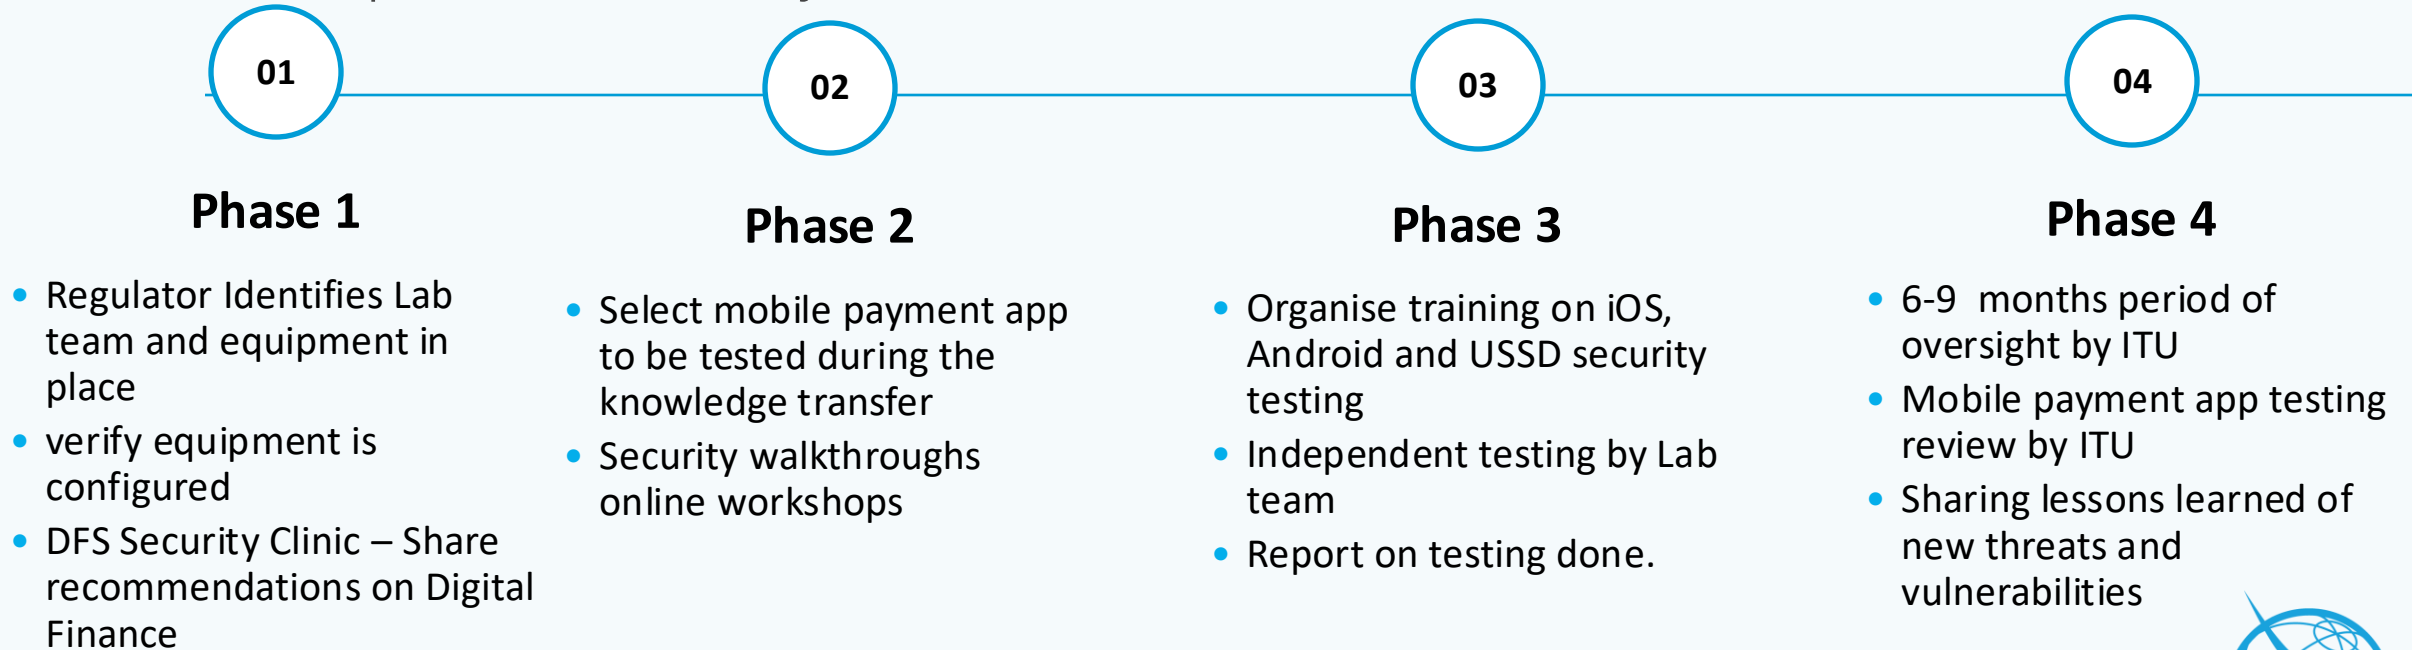 01
02
03
04
Phase 1
• Regulator Identifies Lab
team and equipment in
place
• verify equipment is
configured
• DFS Security Clinic – Share
recommendations on Digital
Finance
Phase 2
• Select mobile payment app
to be tested during the
knowledge transfer
• Security walkthroughs
online workshops
Phase 3
• Organise training on iOS,
Android and USSD security
testing
• Independent testing by Lab
team
• Report on testing done.
Phase 4
• 6-9 months period of
oversight by ITU
• Mobile payment app testing
review by ITU
• Sharing lessons learned of
new threats and
vulnerabilities